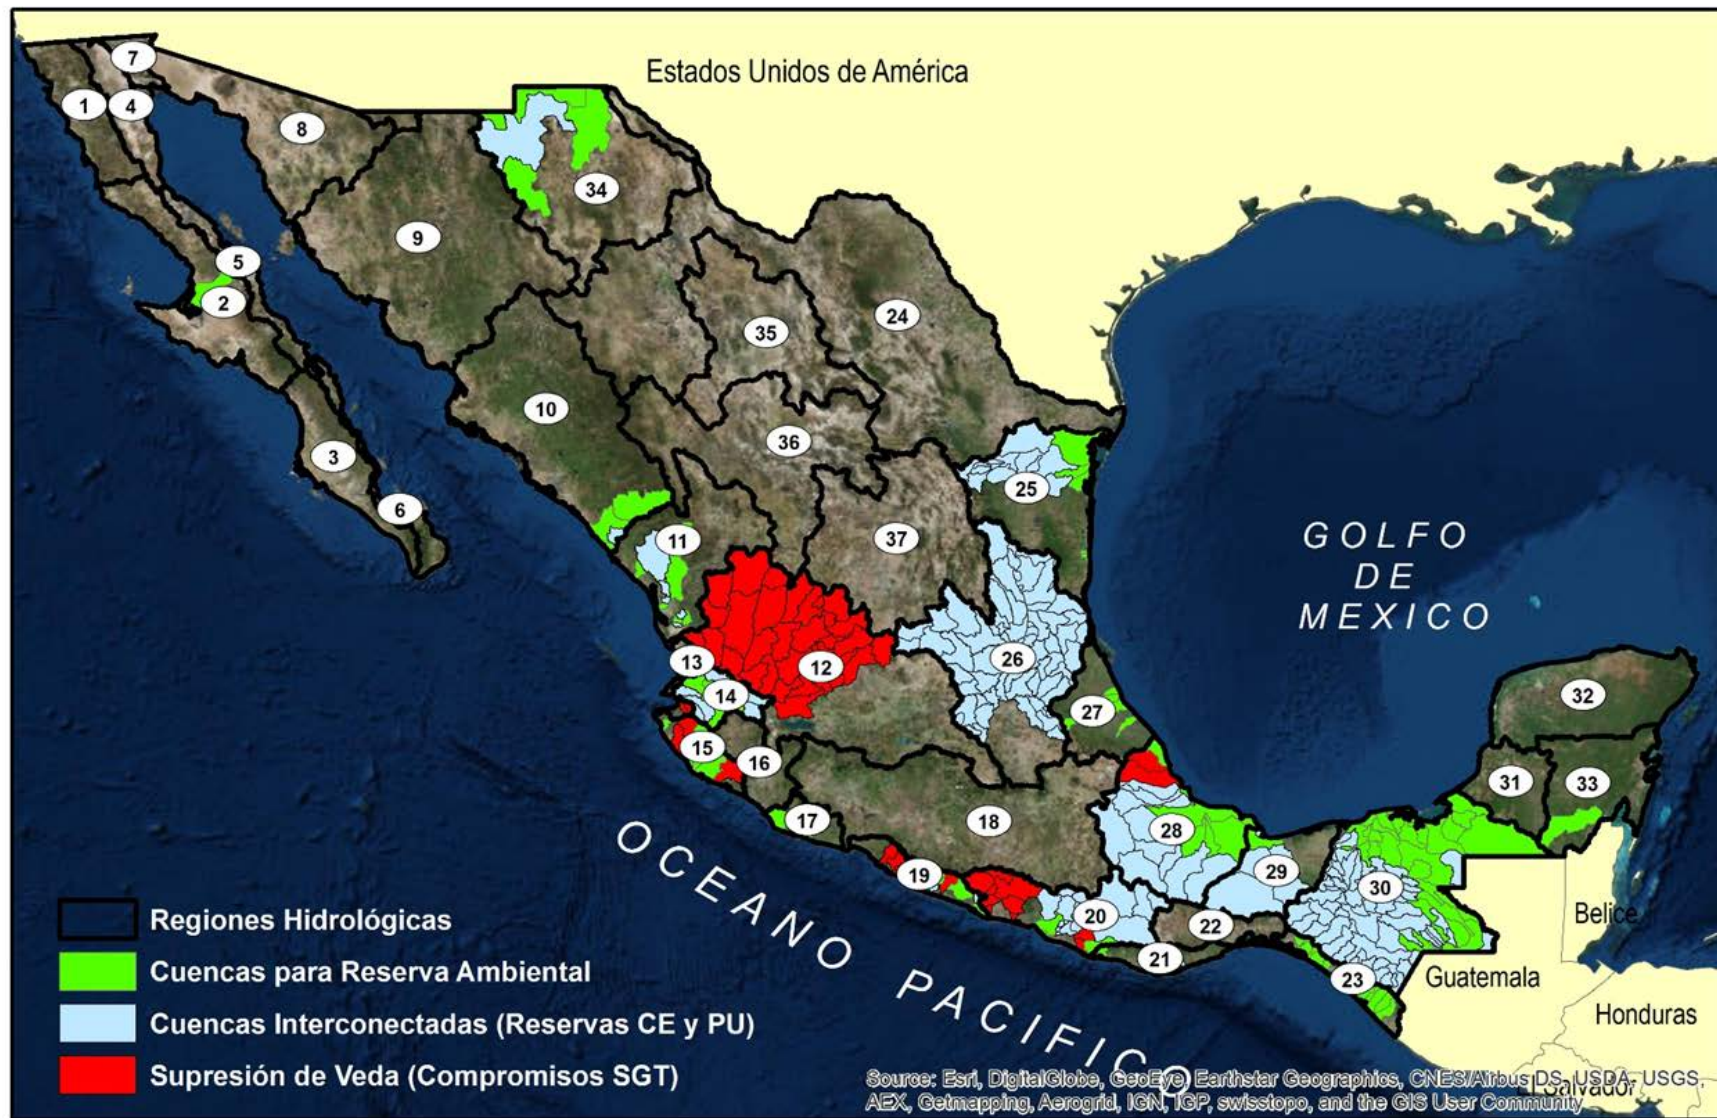 Estados Unidos de América
7
1
4
8
34
9
5
2
35
24
10
36
3
25
6
11
37
GOLFO
DE
MEXICO
13
12
26
14
27
32
15
16
31
33
17
18
28
19
29
30
20
22
21
23
Belice
Guatemala
Honduras
El Salvador
OCEANO PACIFICO
Regiones Hidrológicas
Cuencas para Reserva Ambiental
Cuencas Interconectadas (Reservas CE y PU)
Supresión de Veda (Compromisos SGT)
Source: Esri, DigitalGlobe, GeoEye, Earthstar Geographics, CNES/Airbus DS, USDA, USGS,
AEX, Getmapping, Aerogrid, IGN, IGP, swisstopo, and the GIS User Community